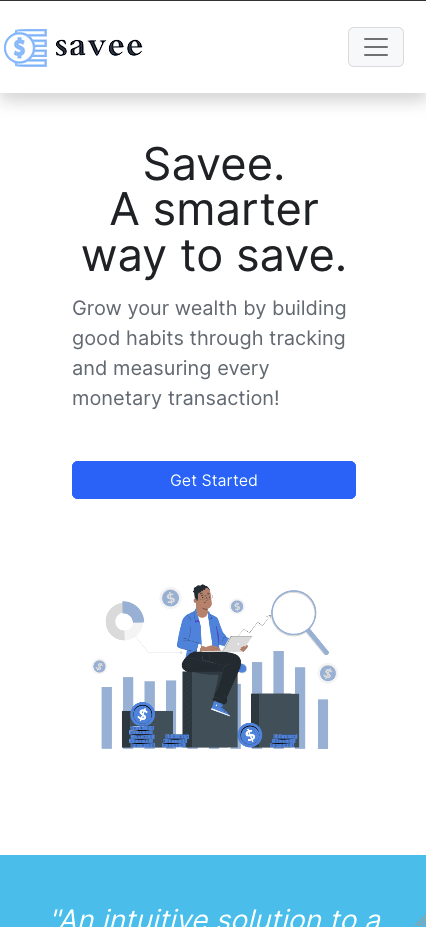 savee
Savee.
A smarter
way to save.
Grow your wealth by building
good habits through tracking
and measuring every
monetary transaction!
Get Started
$
$
$
$
$
$
"An intuitive solution to a